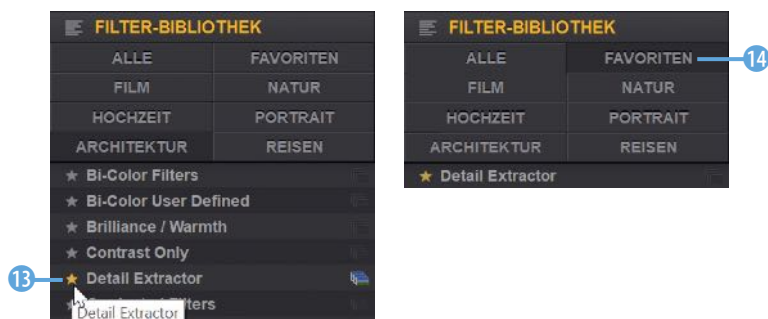 FILTER-BIBLIOTHEK
ALLE FAVORITEN
FILM NATUR
HOCHZEIT PORTRAIT
ARCHITEKTUR REISEN
Bi-Color Filters
Bi-Color User Defined
Brilliance / Warmth
Contrast Only
13 Detail Extractor
Detail Extractor
FILTER-BIBLIOTHEK
ALLE FAVORITEN 14
FILM NATUR
HOCHZEIT PORTRAIT
ARCHITEKTUR REISEN
Detail Extractor